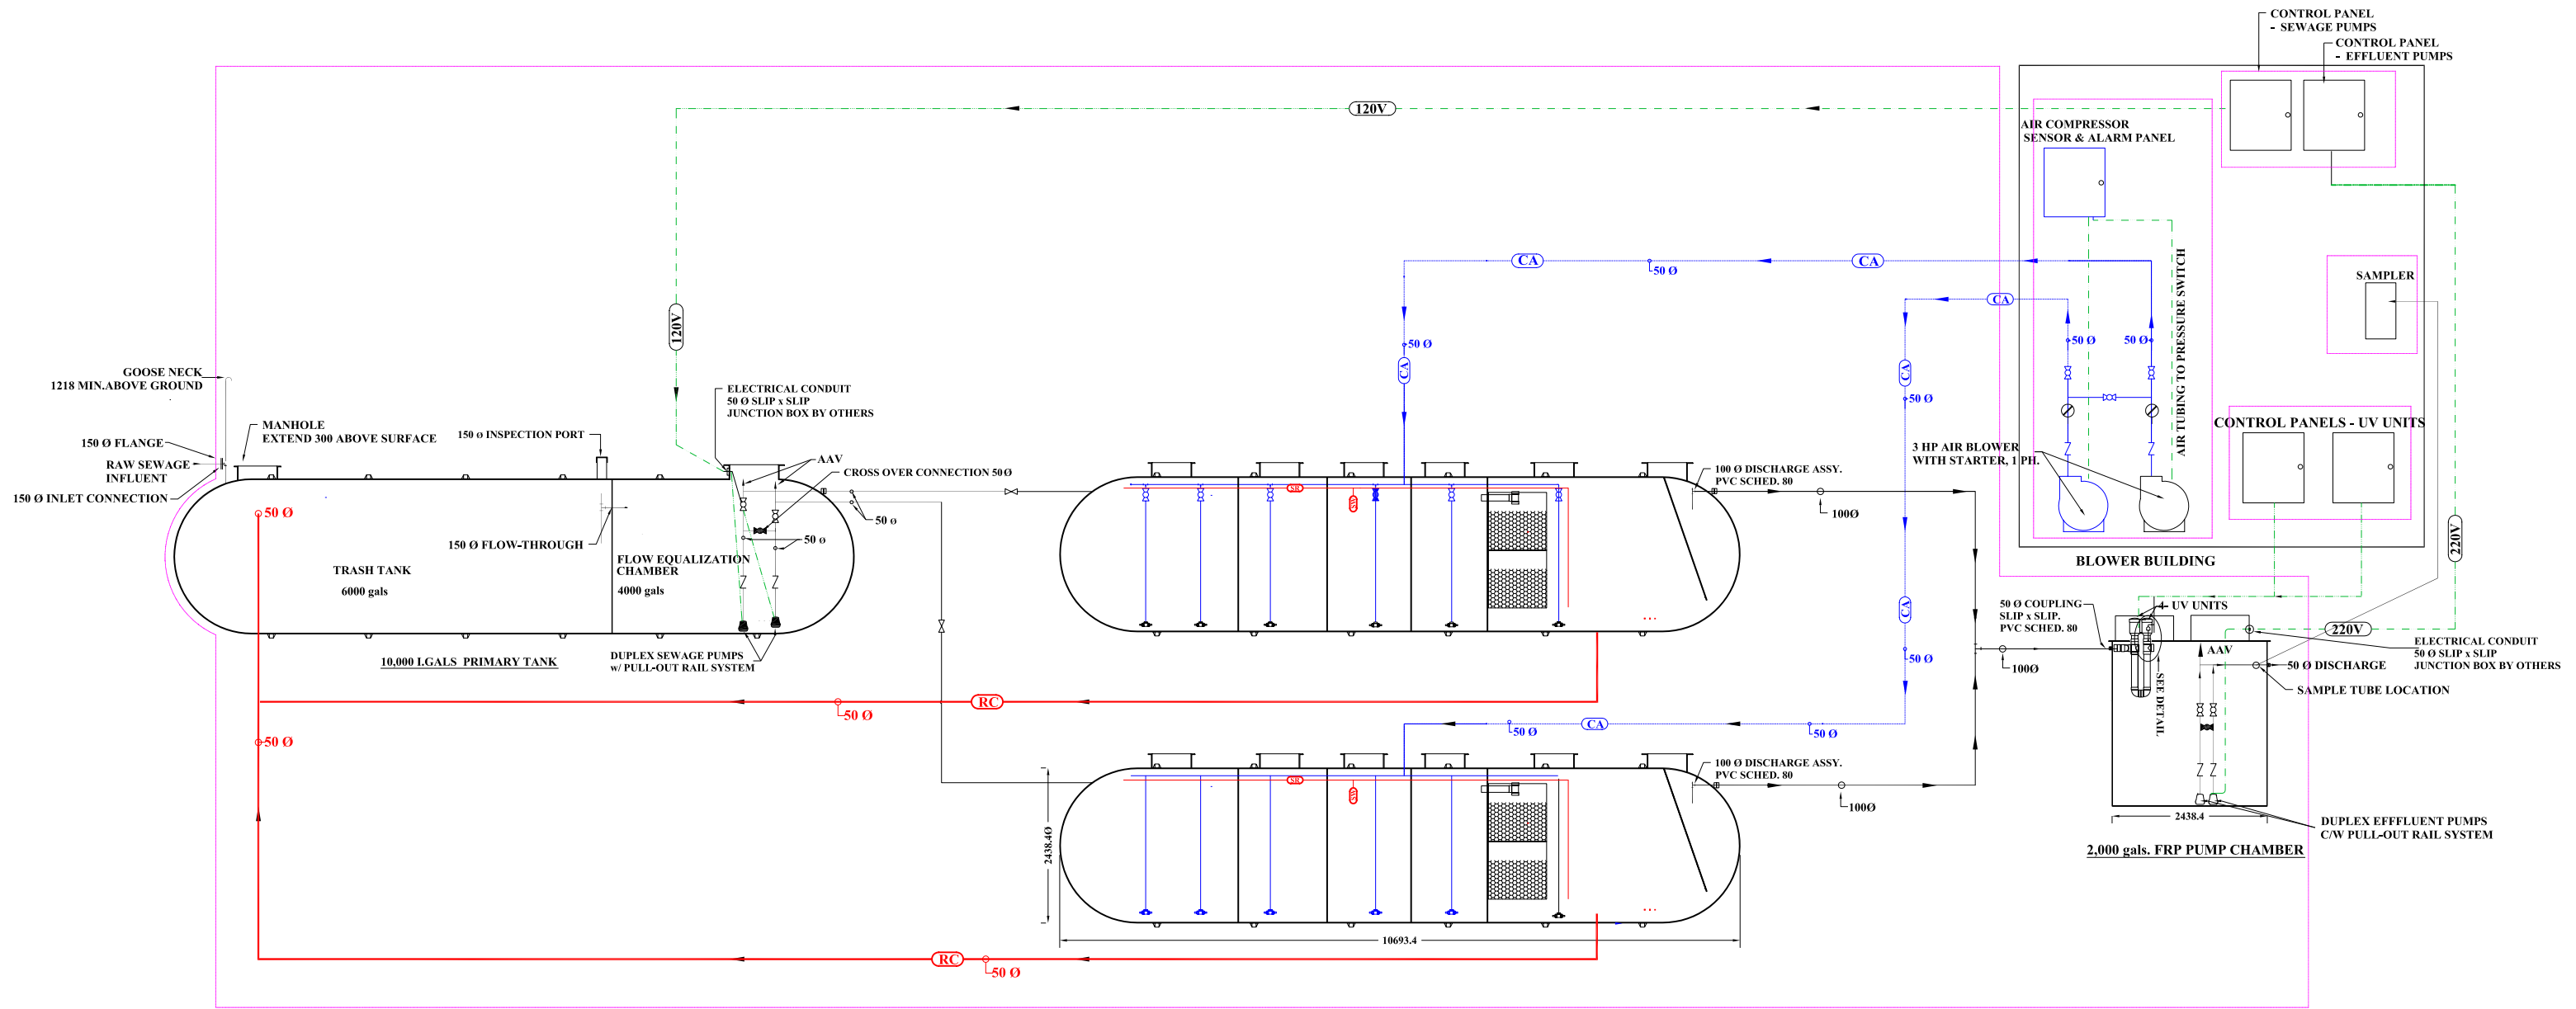 CONTROL PANEL
- SEWAGE PUMPS
CONTROL PANEL
- EFFLUENT PUMPS
120V
AIR COMPRESSOR
SENSOR & ALARM PANEL
CA
50 Ø
CA
CA
AIR TUBING TO PRESSURE SWITCH
SAMPLER
120V
50 Ø
50 Ø
50 Ø
CA
CA
50 Ø
GOOSE NECK
1218 MIN.ABOVE GROUND
ELECTRICAL CONDUIT
50 Ø SLIP x SLIP
JUNCTION BOX BY OTHERS
MANHOLE
EXTEND 300 ABOVE SURFACE
150 Ø INSPECTION PORT
150 Ø FLANGE
RAW SEWAGE
INFLUENT
150 Ø INLET CONNECTION
AAV
CROSS OVER CONNECTION 50 Ø
CONTROL PANELS - UV UNITS
3 HP AIR BLOWER
WITH STARTER, 1 PH.
100 Ø DISCHARGE ASSY.
PVC SCHED. 80
100Ø
SR
SW
50 Ø
50 Ø
50 Ø
150 Ø FLOW-THROUGH
FLOW EQUALIZATION
CHAMBER
4000 gals
TRASH TANK
6000 gals
220V
BLOWER BUILDING
CA
50 Ø COUPLING
SLIP x SLIP.
PVC SCHED. 80
4- UV UNITS
220V
ELECTRICAL CONDUIT
50 Ø SLIP x SLIP
JUNCTION BOX BY OTHERS
10,000 I.GALS PRIMARY TANK
DUPLEX SEWAGE PUMPS
w/ PULL-OUT RAIL SYSTEM
50 Ø
100Ø
AAV
50 Ø DISCHARGE
SAMPLE TUBE LOCATION
SEE DETAIL
RC
50 Ø
50 Ø
CA
50 Ø
50 Ø
100 Ø DISCHARGE ASSY.
PVC SCHED. 80
100Ø
SR
SW
2438.4Ø
2438.4
DUPLEX EFFFLUENT PUMPS
C/W PULL-OUT RAIL SYSTEM
2,000 gals. FRP PUMP CHAMBER
10693.4
RC
50 Ø